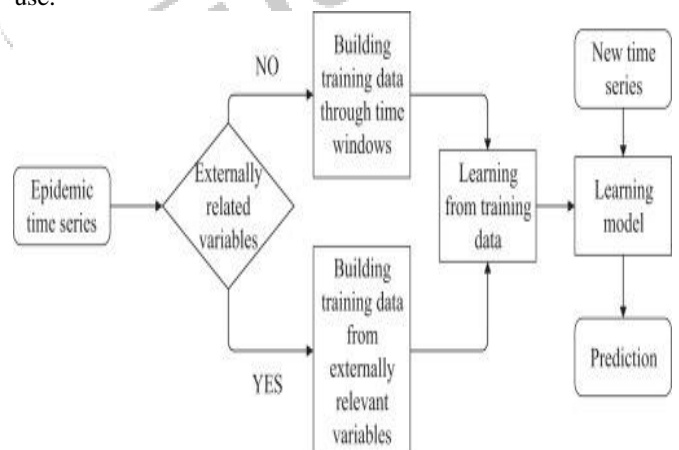 use.
NO
Building
training data
through time
windows
New time
series
Epidemic
time series
Externally
related
variables
Learning
from training
data
Learning
model
Building
training data
from
externally
relevant
variables
YES
Prediction